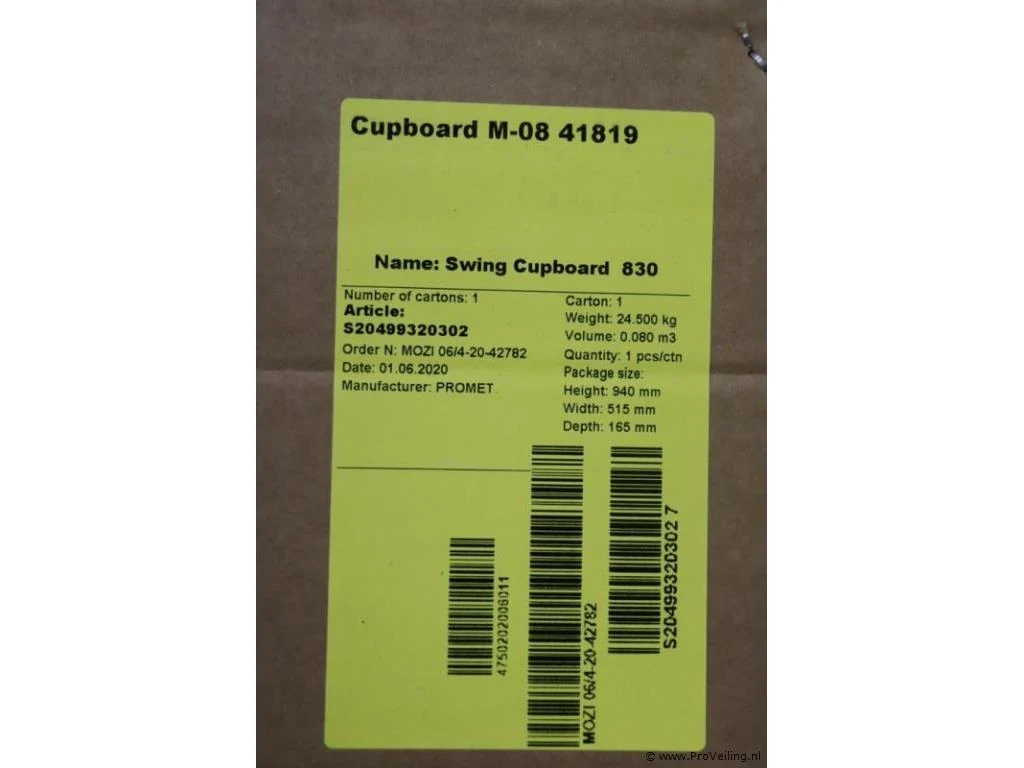 Cupboard M-08 41819
Name: Swing Cupboard 830
Number of cartons: 1
Article:
S20499320302
Order N: MOZI 06/4-20-42782
Date: 01.06.2020
Manufacturer: PROMET
Carton: 1
Weight: 24.500 kg
Volume: 0.080 m3
Quantity: 1 pcs/ctn
Package size:
Height: 940 mm
Width: 515 mm
Depth: 165 mm
4750202006011
MOZI 06/4-20-42782
S20499320302 7
© www.ProVeiling.nl